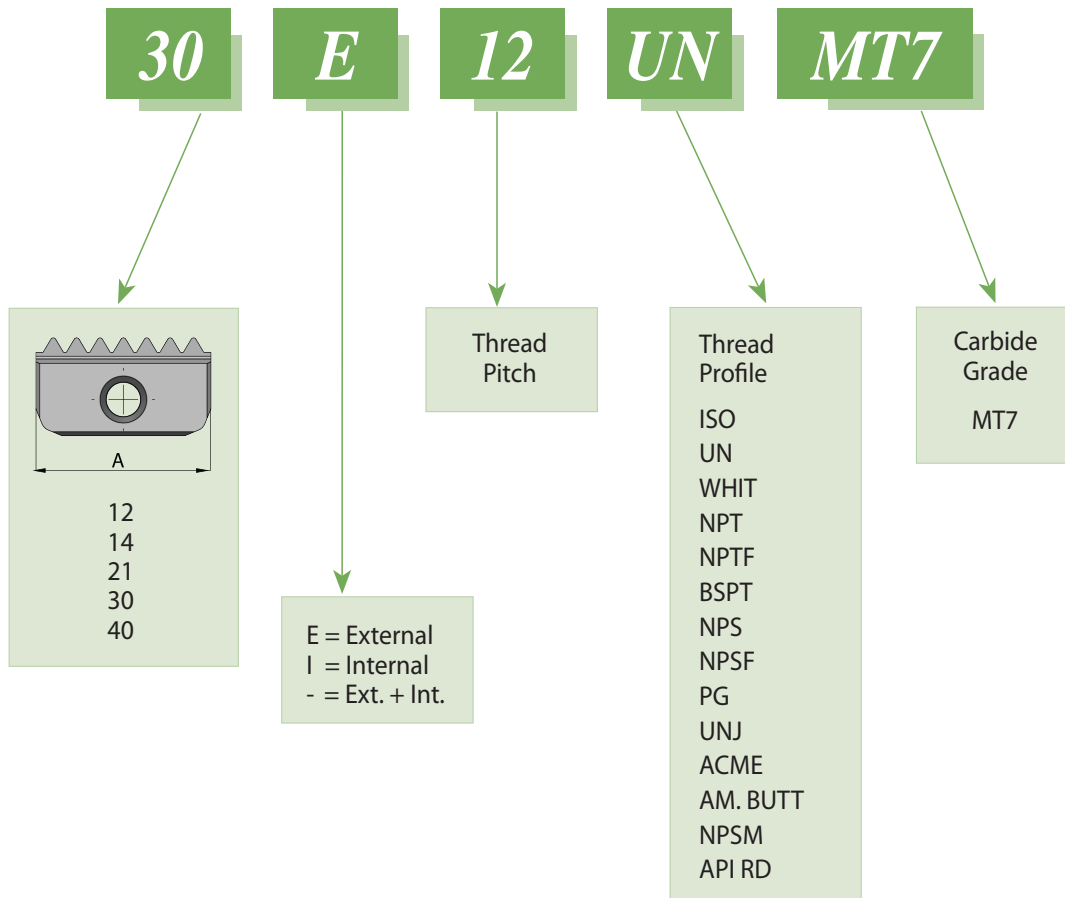 30 E 12 UN MT7
A
12
14
21
30
40
E = External
I = Internal
- = Ext. + Int.
Thread
Pitch
Thread
Profile
ISO
UN
WHIT
NPT
NPTF
BSPT
NPS
NPSF
PG
UNJ
ACME
AM. BUTT
NPSM
API RD
Carbide
Grade
MT7